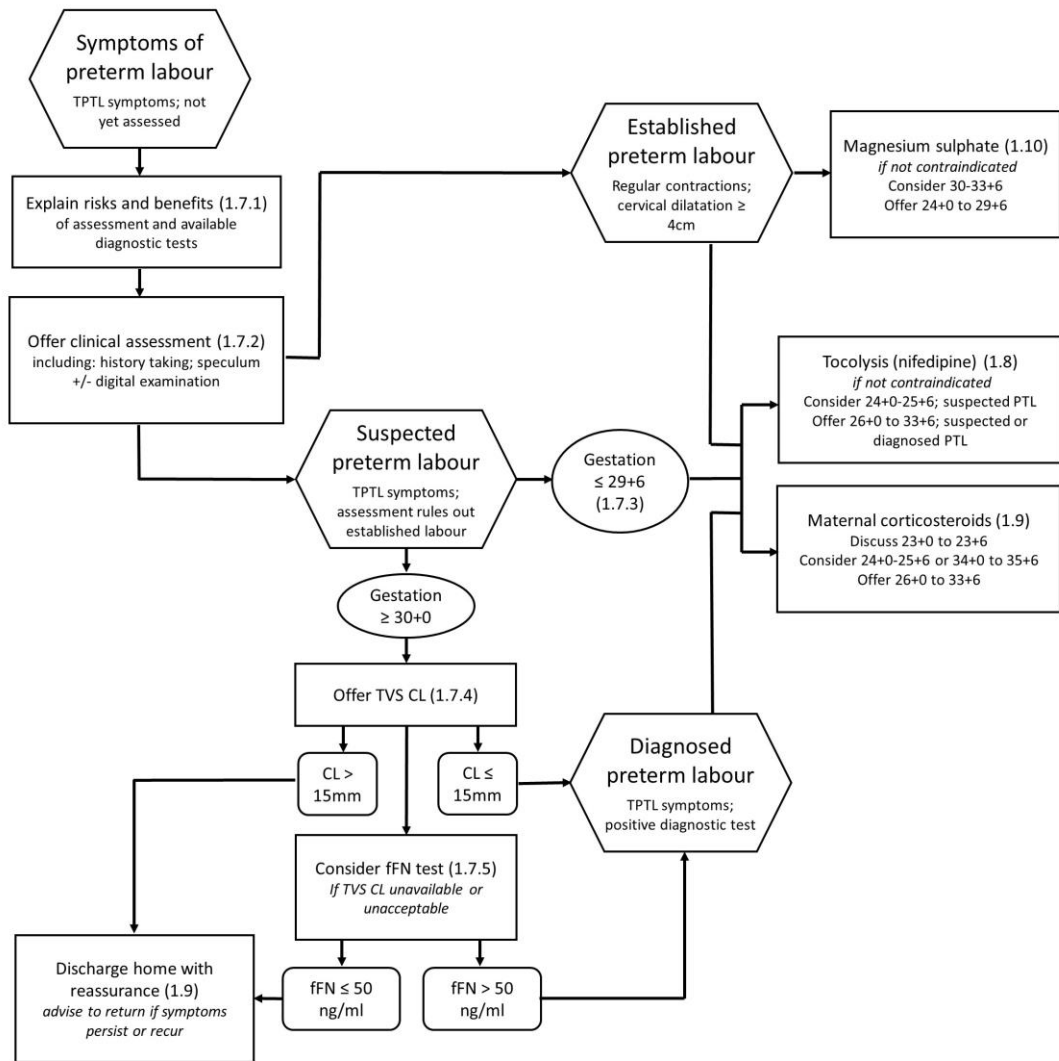 Symptoms of
preterm labour
TPTL symptoms; not
yet assessed
Explain risks and benefits (1.7.1)
of assessment and available
diagnostic tests
Offer clinical assessment (1.7.2)
including: history taking; speculum
+/- digital examination
Established
preterm labour
Regular contractions;
cervical dilatation ≥
4cm
Magnesium sulphate (1.10)
if not contraindicated
Consider 30-33+6
Offer 24+0 to 29+6
Suspected
preterm labour
TPTL symptoms;
assessment rules out
established labour
Gestation
≤ 29+6
(1.7.3)
Tocolysis (nifedipine) (1.8)
if not contraindicated
Consider 24+0-25+6; suspected PTL
Offer 26+0 to 33+6; suspected or
diagnosed PTL
Maternal corticosteroids (1.9)
Discuss 23+0 to 23+6
Consider 24+0-25+6 or 34+0 to 35+6
Offer 26+0 to 33+6
Gestation
≥ 30+0
Offer TVS CL (1.7.4)
CL >
15mm
CL ≤
15mm
Diagnosed
preterm labour
TPTL symptoms;
positive diagnostic test
Consider fFN test (1.7.5)
If TVS CL unavailable or
unacceptable
Discharge home with
reassurance (1.9)
advise to return if symptoms
persist or recur
fFN ≤ 50
ng/ml
fFN > 50
ng/ml